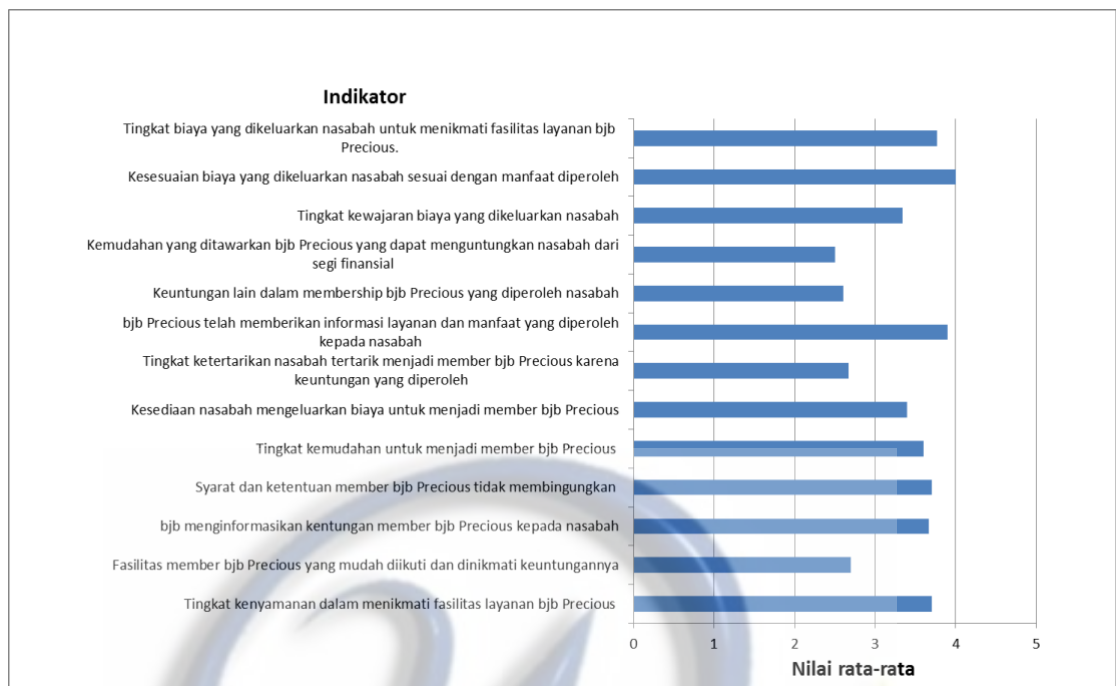 Indikator
Tingkat biaya yang dikeluarkan nasabah untuk menikmati fasilitas layanan bjb
Precious.
Kesesuaian biaya yang dikeluarkan nasabah sesuai dengan manfaat diperoleh
Tingkat kewajaran biaya yang dikeluarkan nasabah
Kemudahan yang ditawarkan bjb Precious yang dapat menguntungkan nasabah dari
segi finansial
Keuntungan lain dalam membership bjb Precious yang diperoleh nasabah
bjb Precious telah memberikan informasi layanan dan manfaat yang diperoleh
kepada nasabah
Tingkat ketertarikan nasabah tertarik menjadi member bjb Precious karena
keuntungan yang diperoleh
Kesediaan nasabah mengeluarkan biaya untuk menjadi member bjb Precious
Tingkat kemudahan untuk menjadi member bjb Precious
Syarat dan ketentuan member bjb Precious tidak membingungkan
bjb menginformasikan kentungan member bjb Precious kepada nasabah
Fasilitas member bjb Precious yang mudah diikuti dan dinikmati keuntungannya
Tingkat kenyamanan dalam menikmati fasilitas layanan bjb Precious
0 1 2 3 4 5
Nilai rata-rata